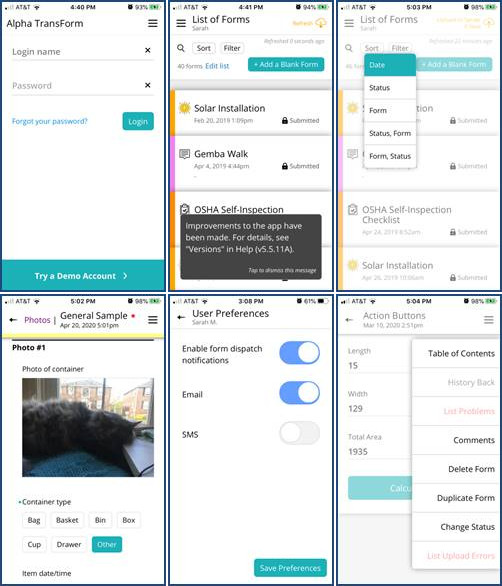 AT&T 4:40 PM 94%
Alpha TransForm
Login name
Password
Forgot your password? Login
Try a Demo Account
AT&T 4:41 PM 94%
List of Forms
Sarah
Refresh
Refreshed 0 seconds ago
Sort Filter
40 forms Edit list + Add a Blank Form
Solar Installation
Feb 20, 2019 1:09pm Submitted
Gemba Walk
Apr 4, 2019 4:44pm Submitted
-
OSHA Self-Inspection
Improvements to the app have
been made. For details, see
"Versions" in Help (v5.5.11A).
Tap to dismiss this message
AT&T 5:03 PM 98%
List of Forms
Sarah
Refreshed 22 minutes ago
Sort Filter
40 forms + Add a Blank Form
Date
Status
Form
Status, Form
Form, Status
Submitted
Submitted
OSHA Self-Inspection
Checklist
Apr 24, 2019 8:52am
Submitted
Solar Installation
Apr 26, 2019 10:06am
Submitted
AT&T 5:02 PM 98%
Photos | General Sample
Apr 20, 2020 5:01pm
Photo #1
Photo of container
Container type
Bag Basket Bin Box
Cup Drawer Other
Item date/time
AT&T 3:08 PM 61%
User Preferences
Sarah M.
Enable form dispatch
notifications
Email
SMS
Save Preferences
AT&T 5:04 PM 98%
Action Buttons
Mar 10, 2020 2:51pm
Length
15
Width
129
Total Area
1935
Calcu
Table of Contents
History Back
List Problems
Comments
Delete Form
Duplicate Form
Change Status
List Upload Errors